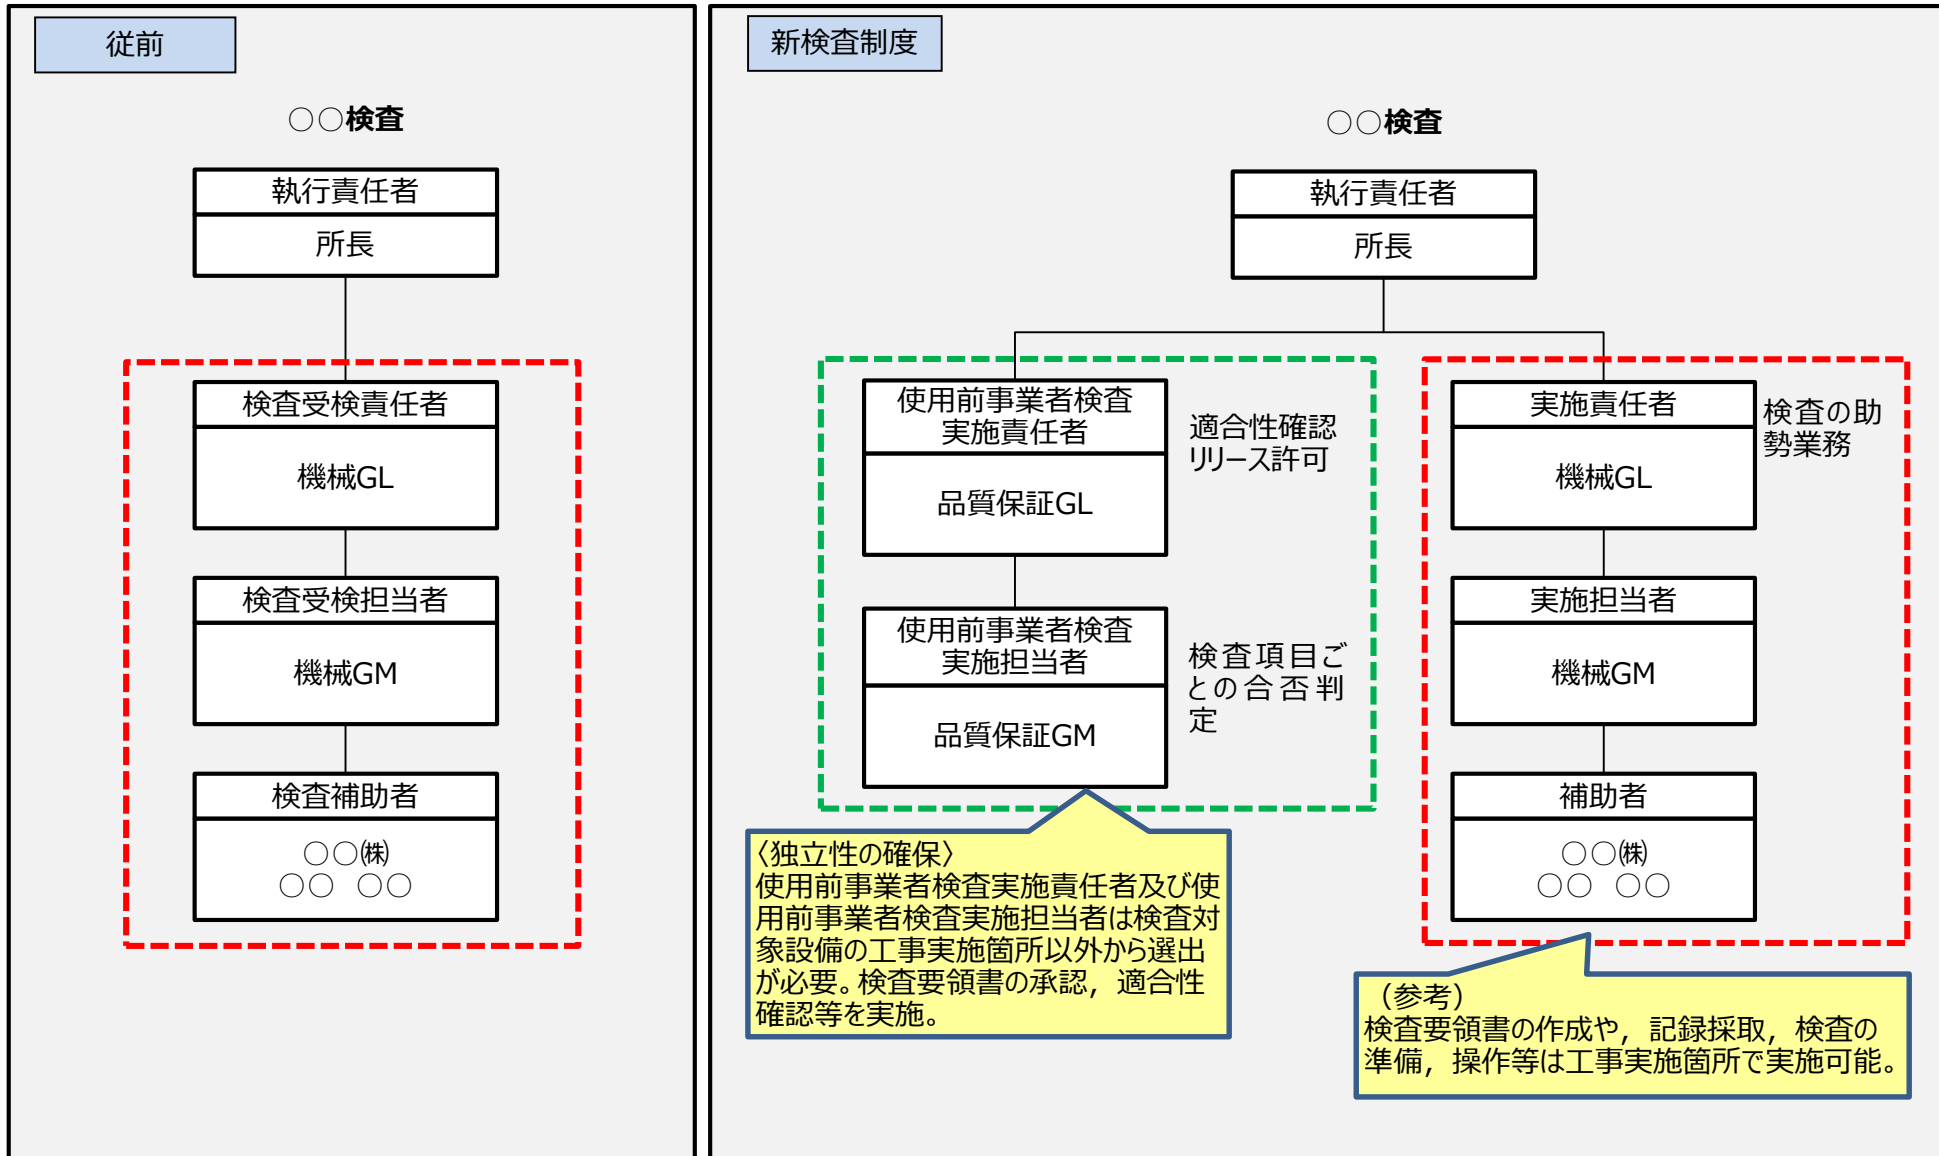 従前
○○検査
執行責任者
所長
検査受検責任者
機械GL
検査受検担当者
機械GM
検査補助者
○○㈱
○○　○○
新検査制度
○○検査
執行責任者
所長
使用前事業者検査
実施責任者
品質保証GL
適合性確認
リリース許可
使用前事業者検査
実施担当者
品質保証GM
検査項目ご
との合否判
定
〈独立性の確保〉
使用前事業者検査実施責任者及び使
用前事業者検査実施担当者は検査対
象設備の工事実施箇所以外から選出
が必要。検査要領書の承認，適合性
確認等を実施。
実施責任者
機械GL
検査の助
勢業務
実施担当者
機械GM
補助者
○○㈱
○○　○○
（参考）
検査要領書の作成や，記録採取，検査の
準備，操作等は工事実施箇所で実施可能。